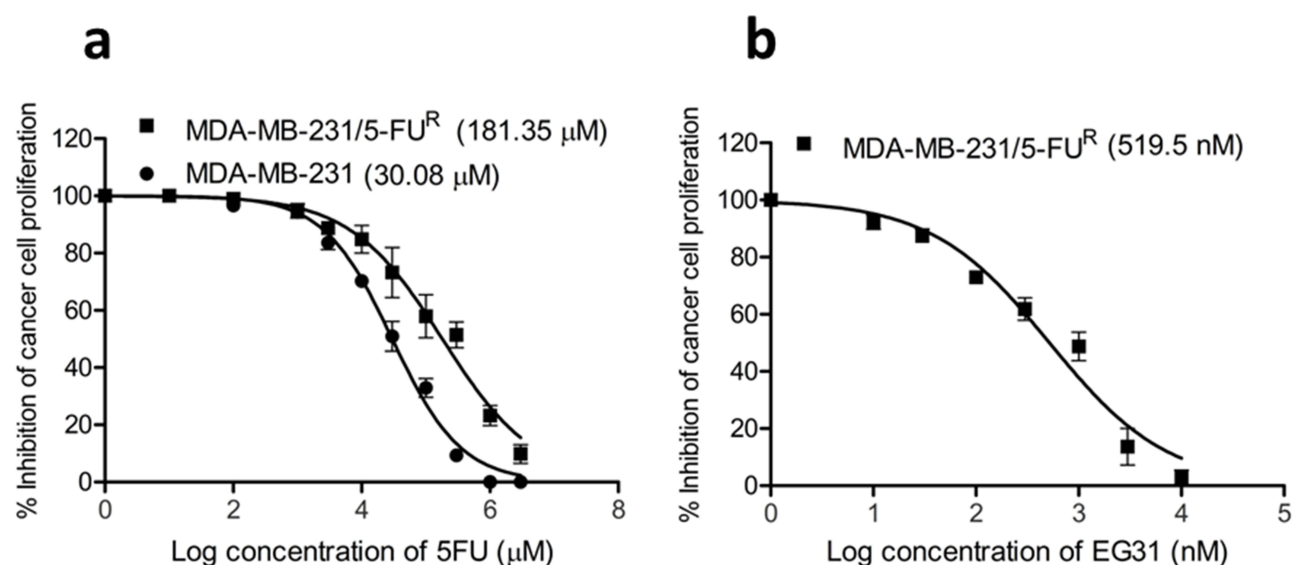 a
% Inhibition of cancer cell proliferation
MDA-MB-231/5-FUᴿ (181.35 μM)
MDA-MB-231 (30.08 μM)
120
100
80
60
40
20
0
0 2 4 6 8
Log concentration of 5FU (μM)
b
% Inhibition of cancer cell proliferation
MDA-MB-231/5-FUᴿ (519.5 nM)
120
100
80
60
40
20
0
0 1 2 3 4 5
Log concentration of EG31 (nM)